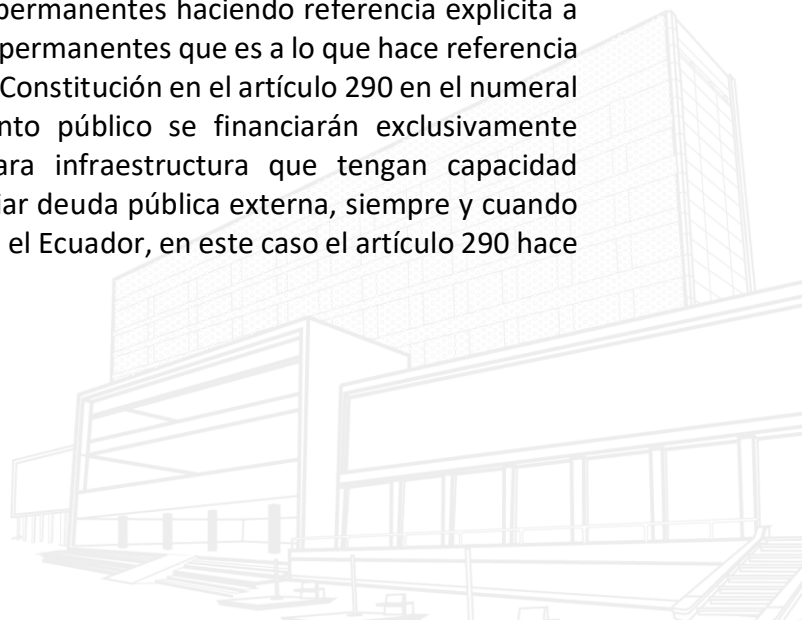 permanentes haciendo referencia explícita a
permanentes que es a lo que hace referencia
Constitución en el artículo 290 en el numeral
nto público se financiarán exclusivamente
ara infraestructura que tengan capacidad
iar deuda pública externa, siempre y cuando
el Ecuador, en este caso el artículo 290 hace